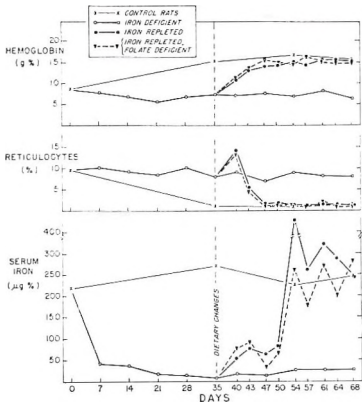 CONTROL RATS
IRON DEFICIENT
IRON REPLETED
IRON REPLETED,
FOLATE DEFICIENT
HEMOGLOBIN
(g %)
20
15
10
5
RETICULOCYTES
(%)
15
10
5
SERUM
IRON
(µg %)
400
350
300
250
200
150
100
50
DIETARY CHANGES
0 7 14 21 28 35 40 43 47 50 54 57 61 64 68
DAYS